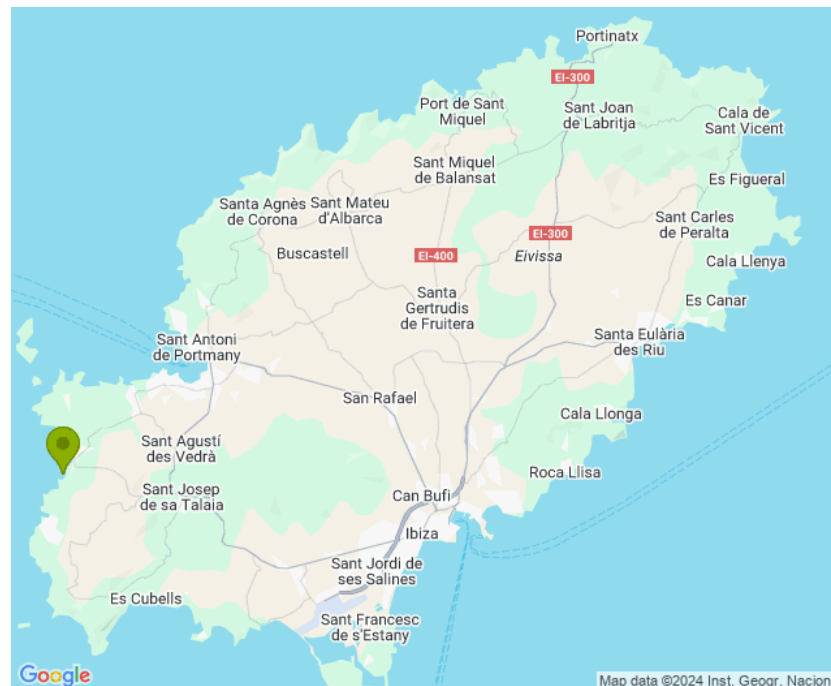 Portinatx
EI-300
Port de Sant
Miquel
Sant Joan
de Labritja
Cala de
Sant Vicent
Sant Miquel
de Balansat
Es Figueral
Santa Agnès
de Corona
Sant Mateu
d'Albarca
Sant Carles
de Peralta
EI-300
Buscastell
EI-400
Eivissa
Cala Llenya
Santa
Gertrudis
de Fruitera
Es Canar
Sant Antoni
de Portmany
Santa Eulària
des Riu
San Rafael
Cala Llonga
Sant Agustí
des Vedrà
Roca Llisa
Sant Josep
de sa Talaia
Can Bufi
Ibiza
Sant Jordi de
ses Salines
Es Cubells
Sant Francesc
de s'Estany
Google
Map data ©2024 Inst. Geogr. Nacion